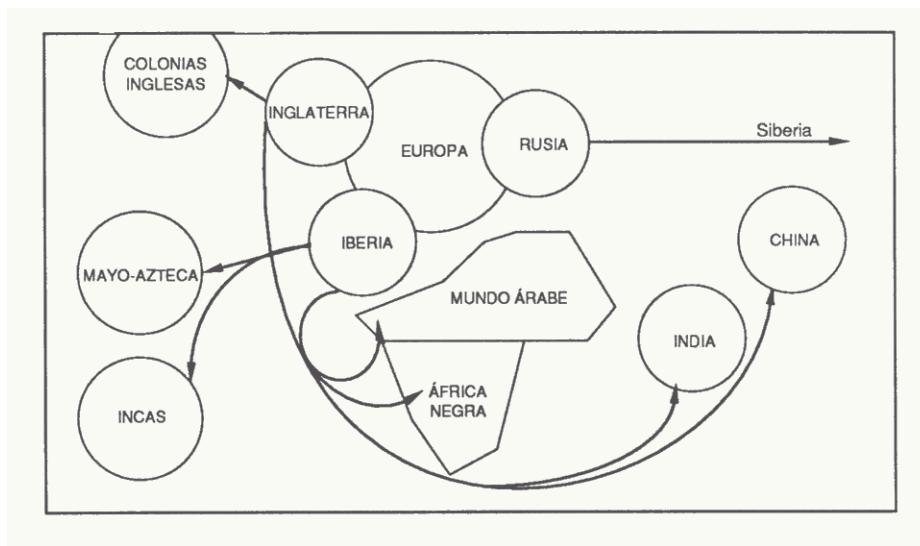 COLONIAS
INGLESAS
INGLATERRA
EUROPA
RUSIA
Siberia
MAYO-AZTECA
IBERIA
CHINA
MUNDO ÁRABE
INDIA
INCAS
ÁFRICA
NEGRA